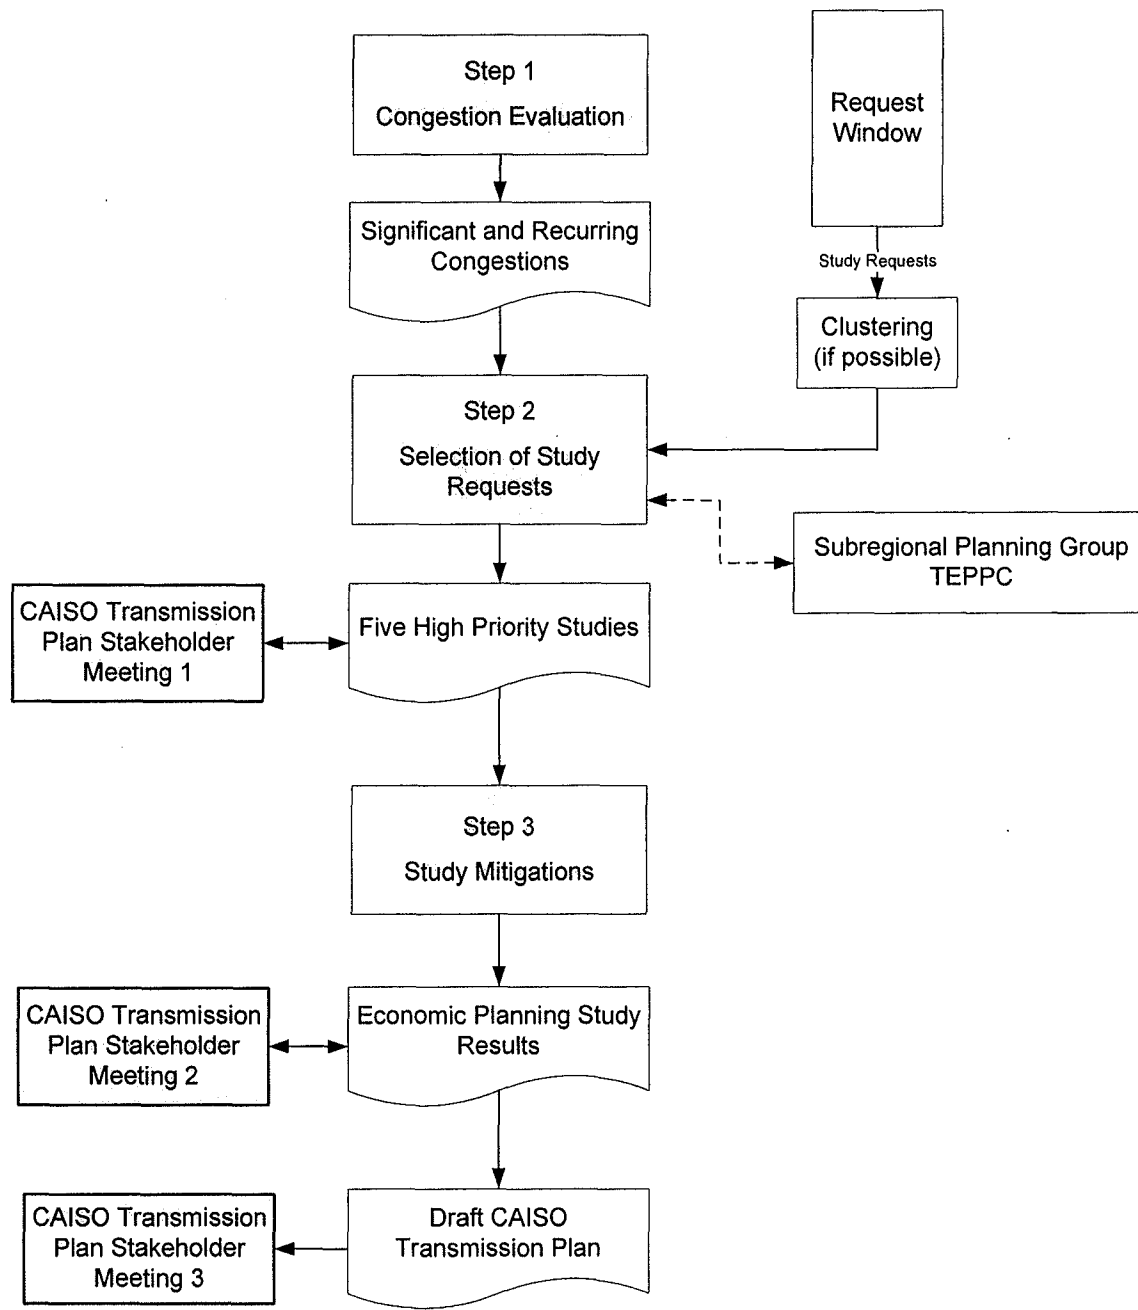 Step 1
Congestion Evaluation
Request
Window
Significant and Recurring
Congestions
Study Requests
Clustering
(if possible)
Step 2
Selection of Study
Requests
Subregional Planning Group
TEPPC
CAISO Transmission
Plan Stakeholder
Meeting 1
Five High Priority Studies
Step 3
Study Mitigations
CAISO Transmission
Plan Stakeholder
Meeting 2
Economic Planning Study
Results
CAISO Transmission
Plan Stakeholder
Meeting 3
Draft CAISO
Transmission Plan